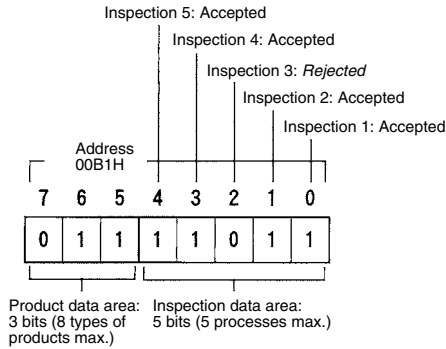 Inspection 5: Accepted
Inspection 4: Accepted
Inspection 3: Rejected
Inspection 2: Accepted
Inspection 1: Accepted
Address
00B1H
7 6 5 4 3 2 1 0
0 1 1 1 1 0 1 1
Product data area:
3 bits (8 types of
products max.)
Inspection data area:
5 bits (5 processes max.)